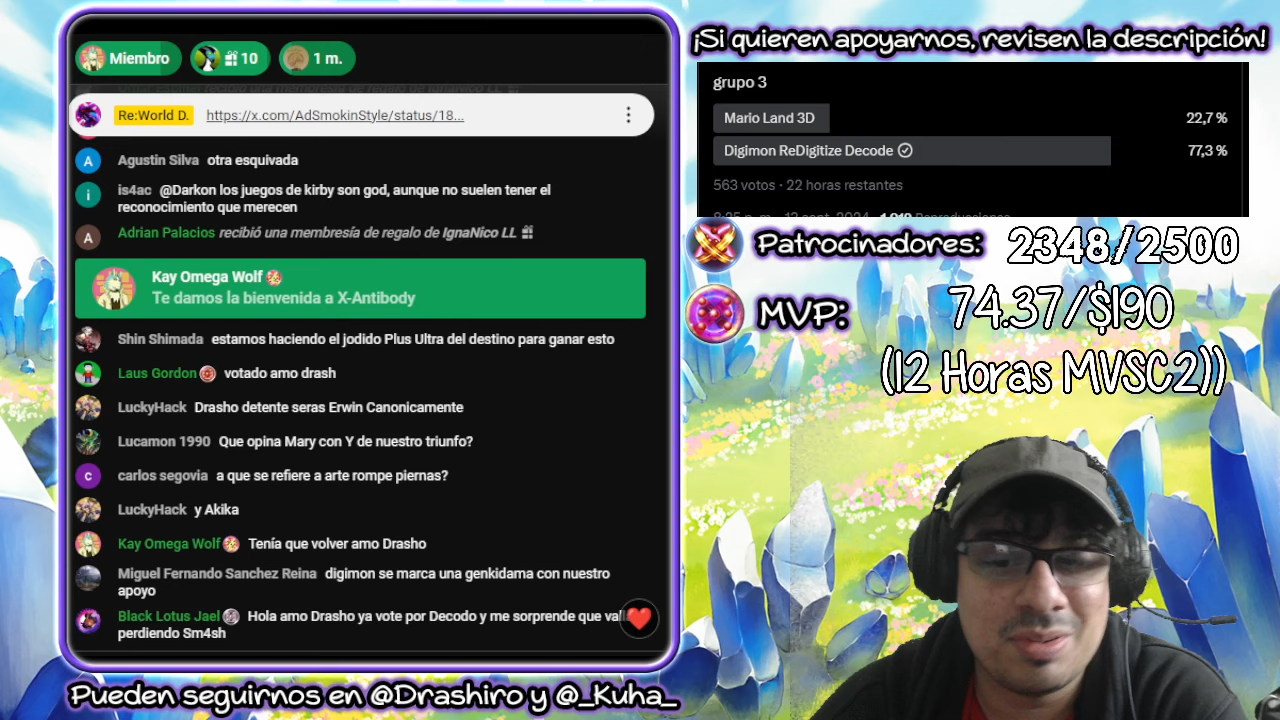 ¡Si quieren apoyarnos, revisen la descripción!
Miembro
10
1 m.
Re:World D. https://x.com/AdSmokinStyle/status/18...
A Agustin Silva otra esquivada
i is4ac @Darkon los juegos de kirby son god, aunque no suelen tener el
reconocimiento que merecen
A Adrian Palacios recibió una membresía de regalo de IgnaNico LL
Kay Omega Wolf
Te damos la bienvenida a X-Antibody
Shin Shimada estamos haciendo el jodido Plus Ultra del destino para ganar esto
Laus Gordon votado amo drash
LuckyHack Drasho detente seras Erwin Canonicamente
Lucamon 1990 Que opina Mary con Y de nuestro triunfo?
c carlos segovia a que se refiere a arte rompe piernas?
LuckyHack y Akika
Kay Omega Wolf Tenía que volver amo Drasho
Miguel Fernando Sanchez Reina digimon se marca una genkidama con nuestro
apoyo
Black Lotus Jael Hola amo Drasho ya vote por Decodo y me sorprende que
perdiendo Sm4sh
Pueden seguirnos en @Drashiro y @_Kuha_
grupo 3
Mario Land 3D 22,7 %
Digimon ReDigitize Decode 77,3 %
563 votos · 22 horas restantes
Patrocinadores: 2348/2500
MVP: 74.37/$190
(12 Horas MVSC2))